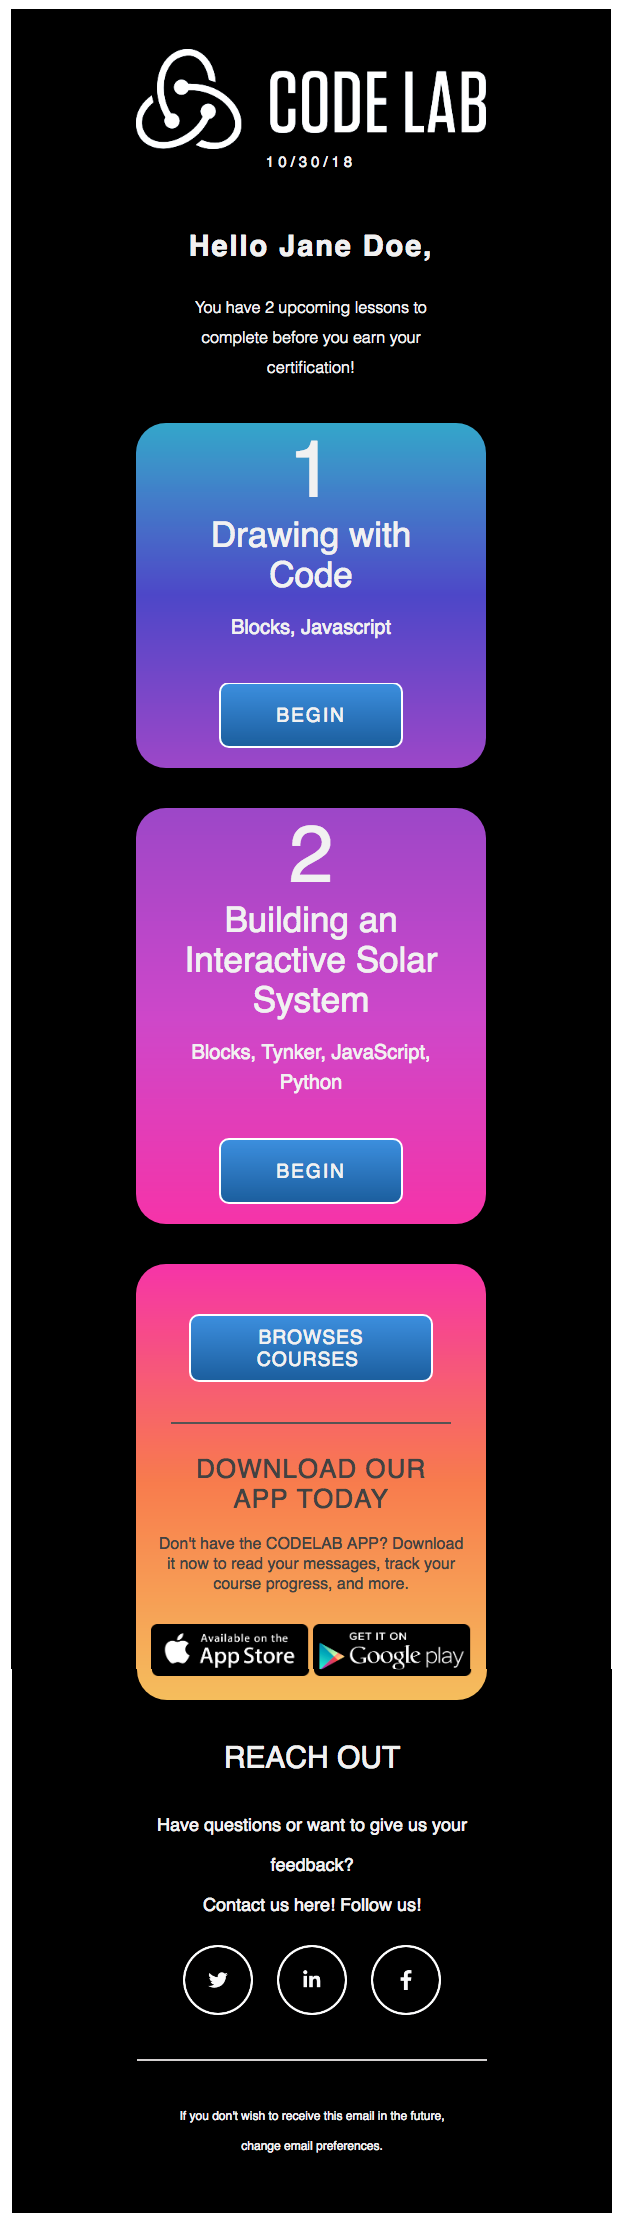 CODE LAB
10/30/18
Hello Jane Doe,
You have 2 upcoming lessons to
complete before you earn your
certification!
1
Drawing with
Code
Blocks, Javascript
BEGIN
2
Building an
Interactive Solar
System
Blocks, Tynker, JavaScript,
Python
BEGIN
BROWSES
COURSES
DOWNLOAD OUR
APP TODAY
Don't have the CODELAB APP? Download
it now to read your messages, track your
course progress, and more.
Available on the
App Store
GET IT ON
Google play
REACH OUT
Have questions or want to give us your
feedback?
Contact us here! Follow us!
in
f
If you don't wish to receive this email in the future,
change email preferences.